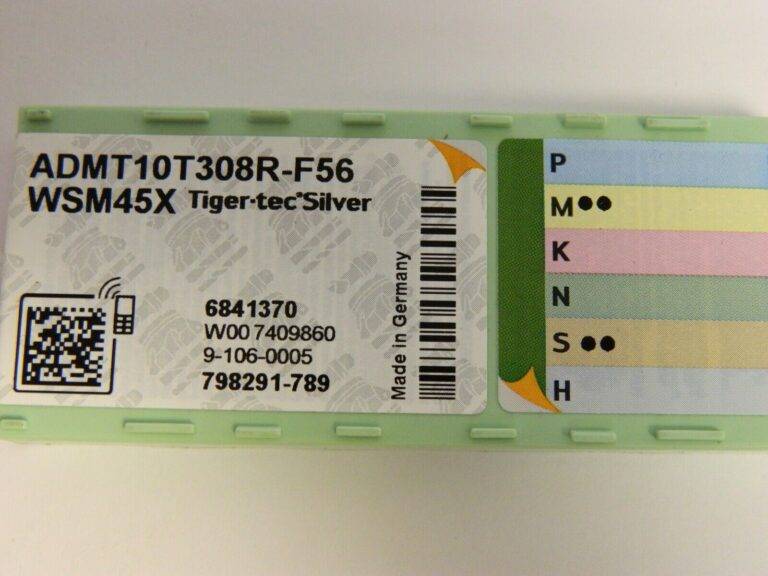 ADMT10T308R-F56
WSM45X Tiger·tec®Silver
6841370
W00 7409860
9-106-0005
798291-789
Made in Germany
P
M●●
K
N
S ●●
H